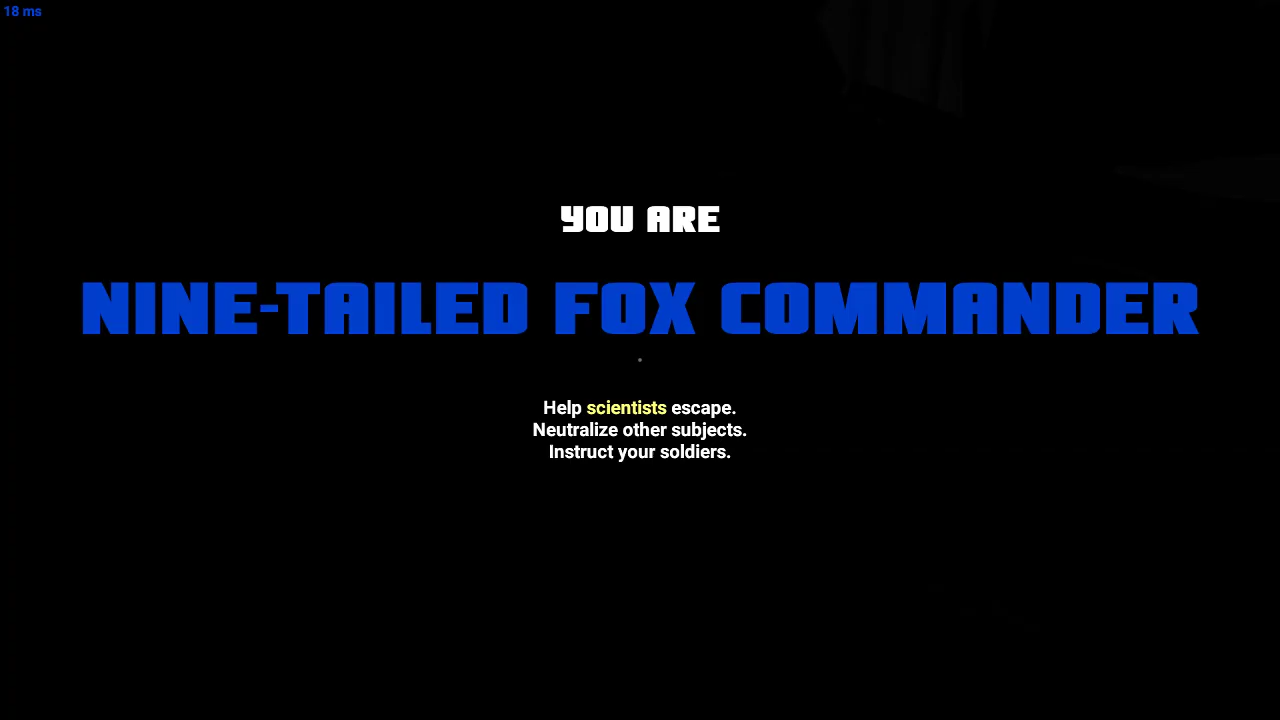 18 ms
YOU ARE
NINE-TAILED FOX COMMANDER
Help scientists escape.
Neutralize other subjects.
Instruct your soldiers.